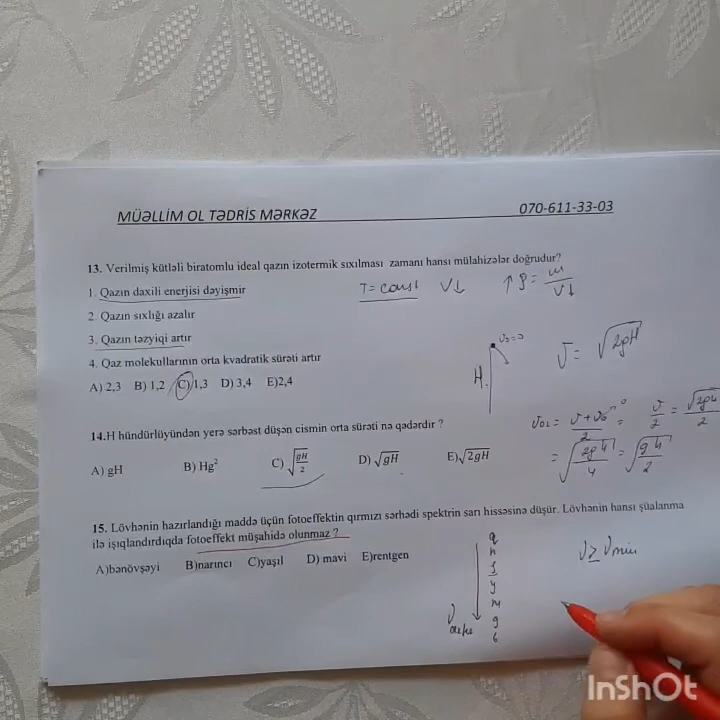 MÜƏLLİM OL TƏDRİS MƏRKƏZ 070-611-33-03
13. Verilmiş kütləli biratomlu ideal qazın izotermik sıxılması zamanı hansı mülahizələr doğrudur?
1. Qazın daxili enerjisi dəyişmir
T = const V↓ ↑ρ = m/V↓
2. Qazın sıxlığı azalır
3. Qazın təzyiqi artır
4. Qaz molekullarının orta kvadratik sürəti artır
A) 2,3 B) 1,2 C) 1,3 D) 3,4 E)2,4
H
V₀=0
V = √2gH
14.H hündürlüyündən yerə sərbəst düşən cismin orta sürəti nə qədərdir ?
A) gH B) Hg² C) √gH/2 D) √gH E)√2gH
15. Lövhənin hazırlandığı maddə üçün fotoeffektin qırmızı sərhədi spektrin sarı hissəsinə düşür. Lövhənin hansı şüalanma
ilə işıqlandırdıqda fotoeffekt müşahidə olunmaz ?
A)bənövşəyi B)narıncı C)yaşıl D) mavi E)rentgen
q
n
s
y
m
g
b
ν ≥ νmin
InShOt